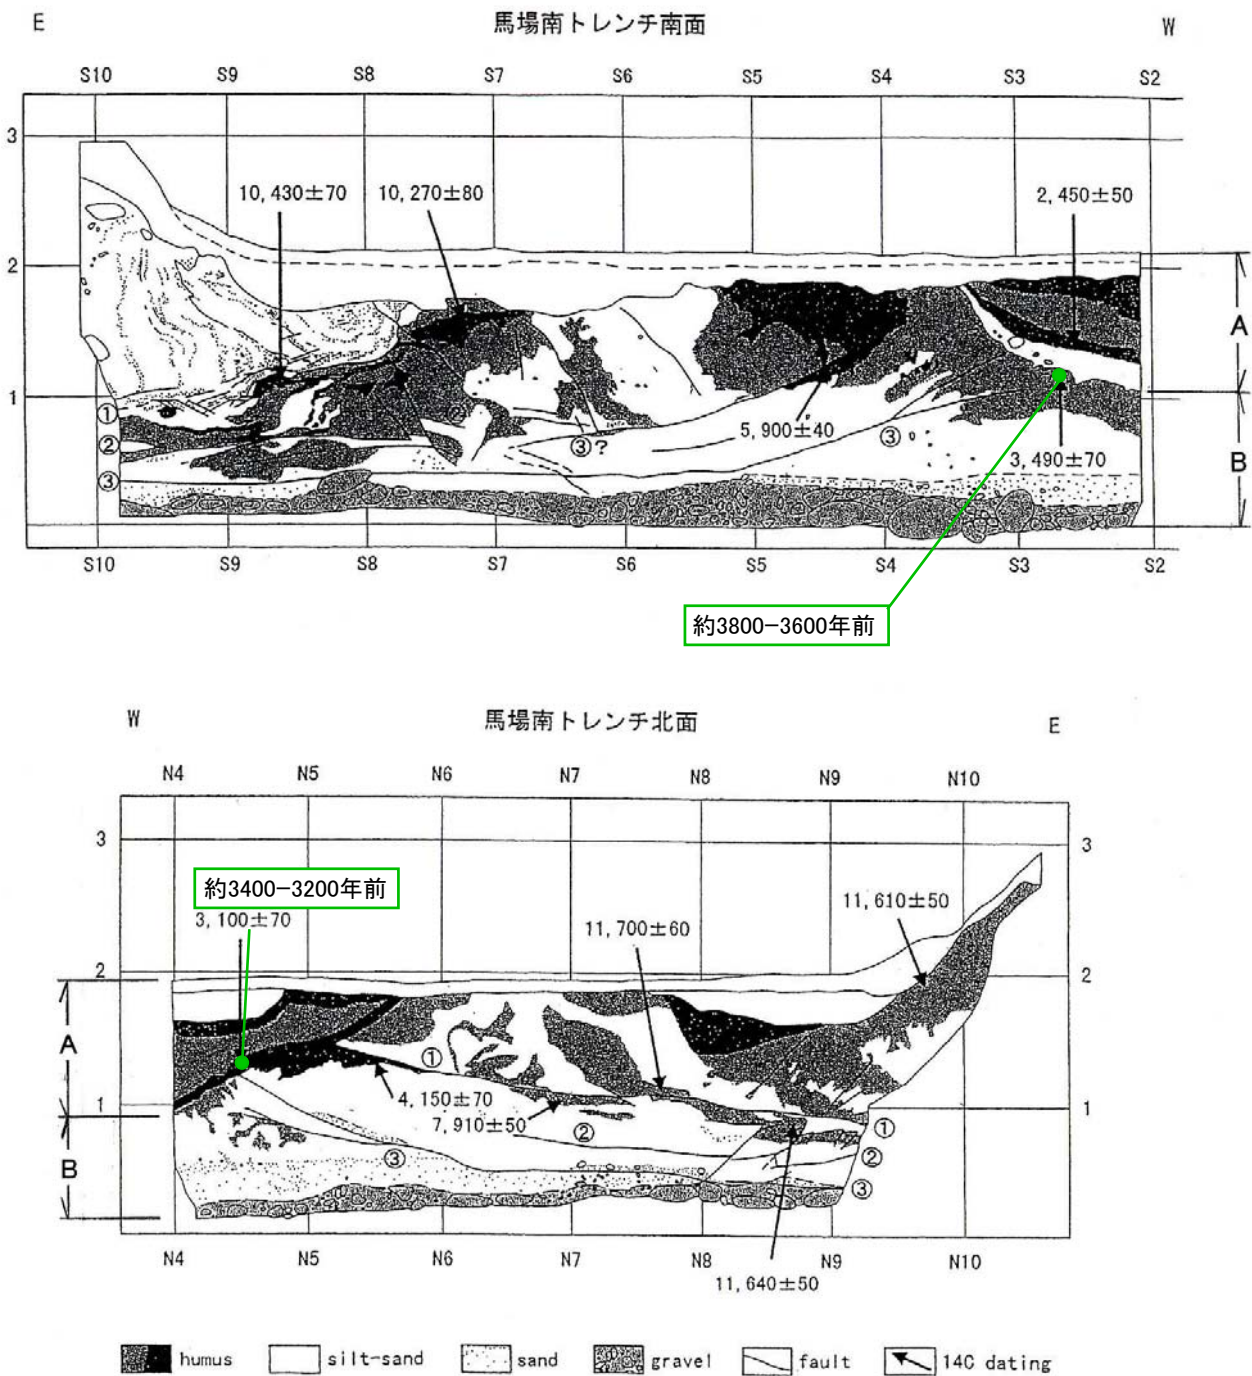 E 馬場南トレンチ南面 W
S10 S9 S8 S7 S6 S5 S4 S3 S2
3
10,430±70 10,270±80 2,450±50
2
A
1
①
② ②
5,900±40 ③? ③
3,490±70 B
③
0
S10 S9 S8 S7 S6 S5 S4 S3 S2
約3800-3600年前
W 馬場南トレンチ北面 E
N4 N5 N6 N7 N8 N9 N10
3 3
約3400-3200年前
3,100±70 11,700±60 11,610±50
2 2
A
①
4,150±70
1 1
7,910±50 ② ①
B ③ ②
③
N4 N5 N6 N7 N8 N9 N10
11,640±50
humus silt-sand sand gravel fault 14C dating